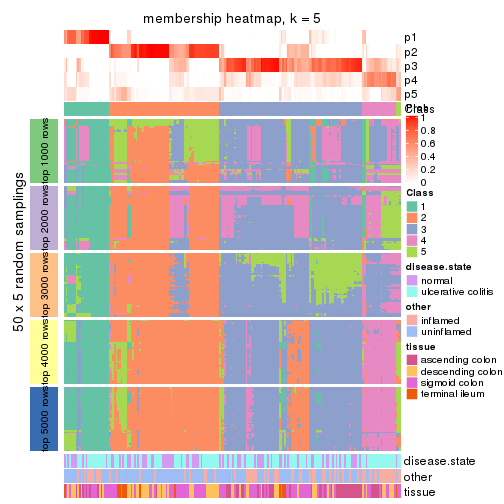 membership heatmap, k = 5
p1
p2
p3
p4
p5
Class
1
0.8
0.6
0.4
0.2
0
Class
1
2
3
4
5
disease.state
normal
ulcerative colitis
other
inflamed
uninflamed
tissue
ascending colon
descending colon
sigmoid colon
terminal ileum
50 x 5 random samplings
top 1000 rows
top 2000 rows
top 3000 rows
top 4000 rows
top 5000 rows
disease.state
other
tissue